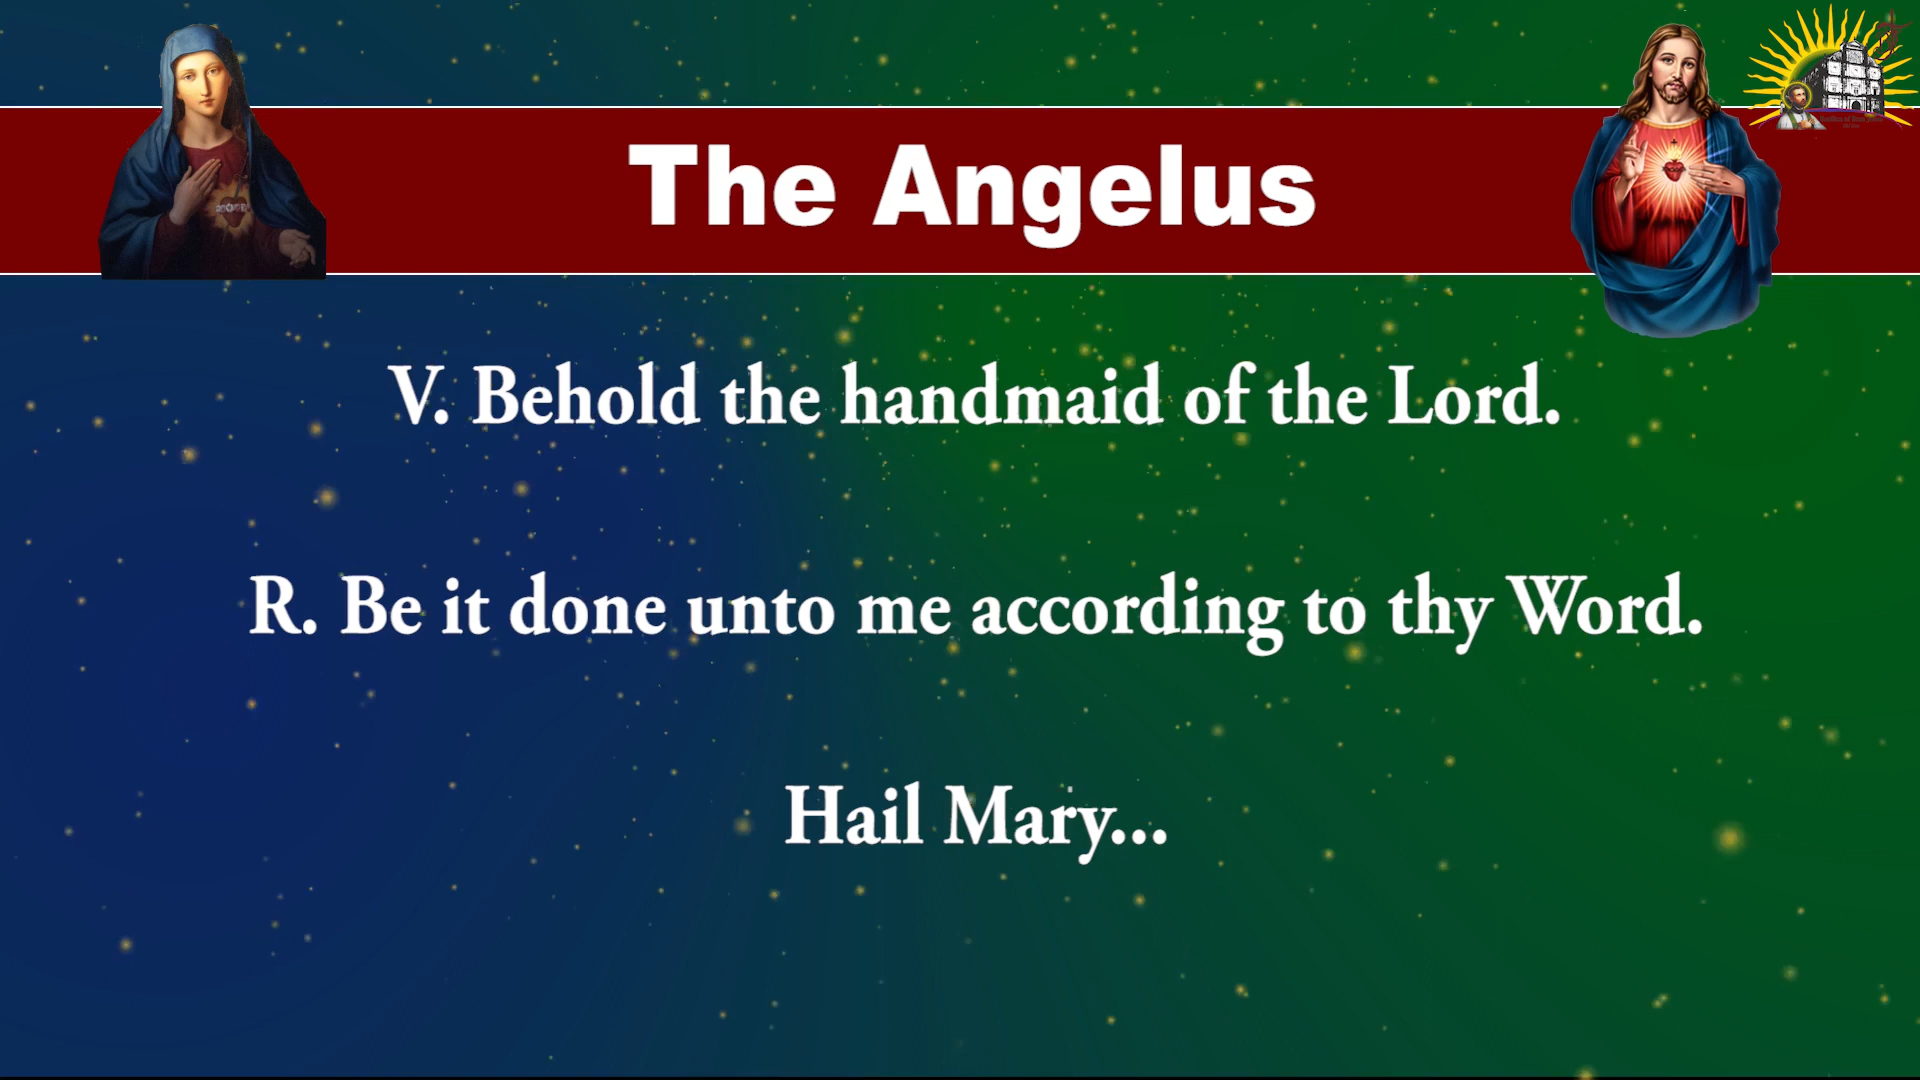 The Angelus
V. Behold the handmaid of the Lord.
R. Be it done unto me according to thy Word.
Hail Mary...